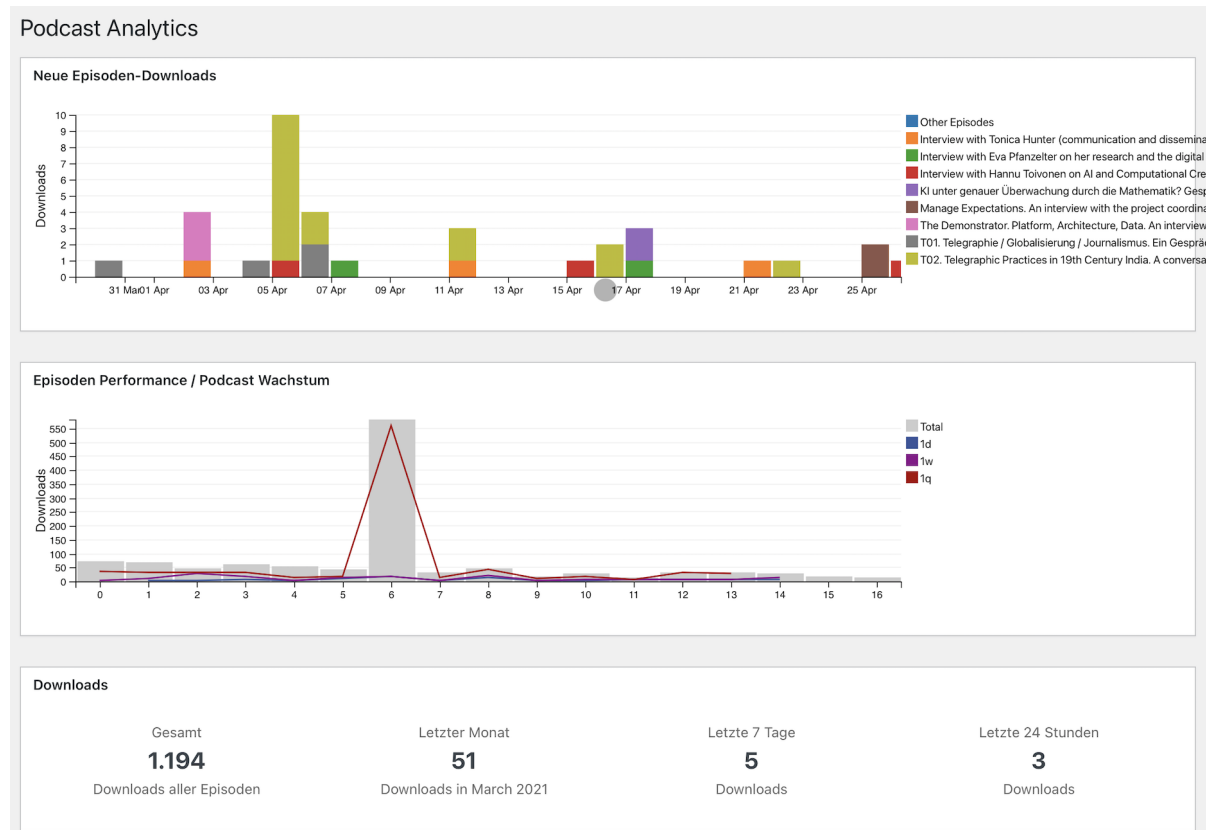 Podcast Analytics
Neue Episoden-Downloads
10
9
8
7
6
5
4
3
2
1
0
Downloads
31 Mar
01 Apr
03 Apr
05 Apr
07 Apr
09 Apr
11 Apr
13 Apr
15 Apr
17 Apr
19 Apr
21 Apr
23 Apr
25 Apr
Other Episodes
Interview with Tonica Hunter (communication and dissemina
Interview with Eva Pfanzelter on her research and the digital
Interview with Hannu Toivonen on AI and Computational Cre
KI unter genauer Überwachung durch die Mathematik? Gesp
Manage Expectations. An interview with the project coordina
The Demonstrator. Platform, Architecture, Data. An interview
T01. Telegraphie / Globalisierung / Journalismus. Ein Gespräc
T02. Telegraphic Practices in 19th Century India. A conversa
Episoden Performance / Podcast Wachstum
550
500
450
400
350
300
250
200
150
100
50
0
Downloads
0 1 2 3 4 5 6 7 8 9 10 11 12 13 14 15 16
Total
1d
1w
1q
Downloads
Gesamt
1.194
Downloads aller Episoden
Letzter Monat
51
Downloads in March 2021
Letzte 7 Tage
5
Downloads
Letzte 24 Stunden
3
Downloads